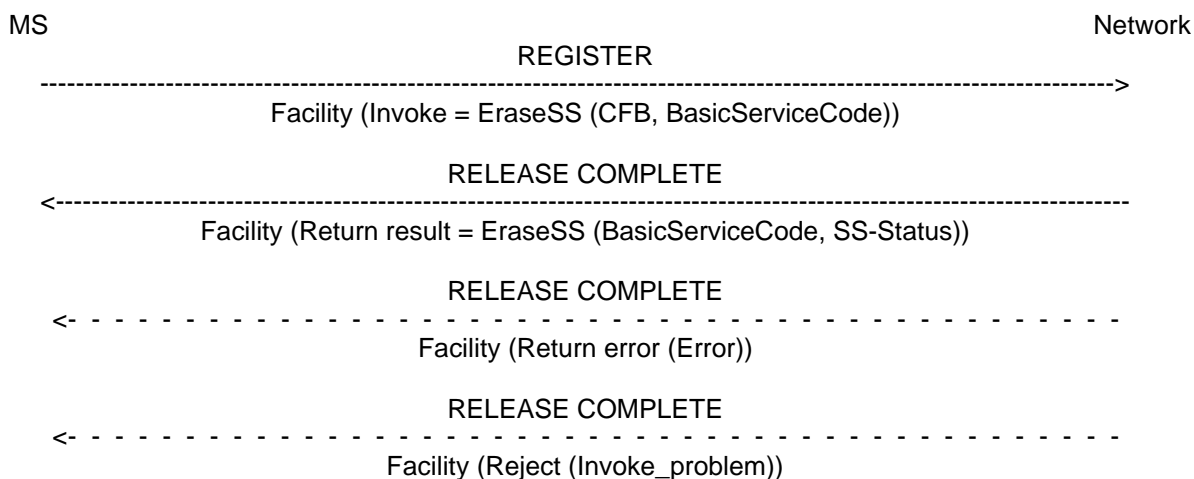 MS Network
REGISTER
Facility (Invoke = EraseSS (CFB, BasicServiceCode))
RELEASE COMPLETE
Facility (Return result = EraseSS (BasicServiceCode, SS-Status))
RELEASE COMPLETE
Facility (Return error (Error))
RELEASE COMPLETE
Facility (Reject (Invoke_problem))